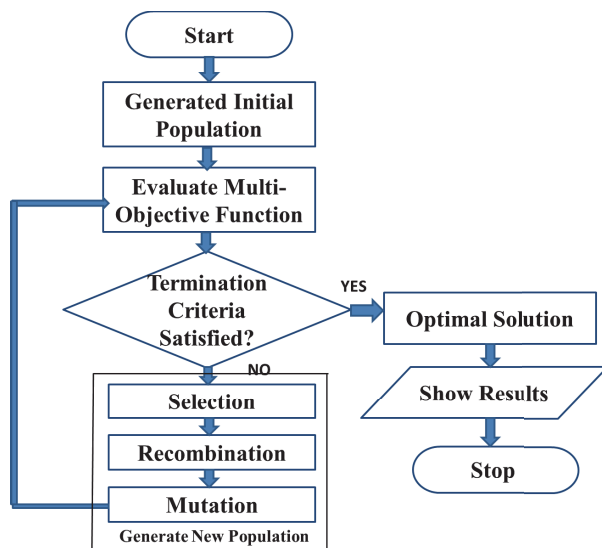 Start
Generated Initial
Population
Evaluate Multi-
Objective Function
Termination
Criteria
Satisfied?
YES
Optimal Solution
Show Results
Stop
NO
Selection
Recombination
Mutation
Generate New Population